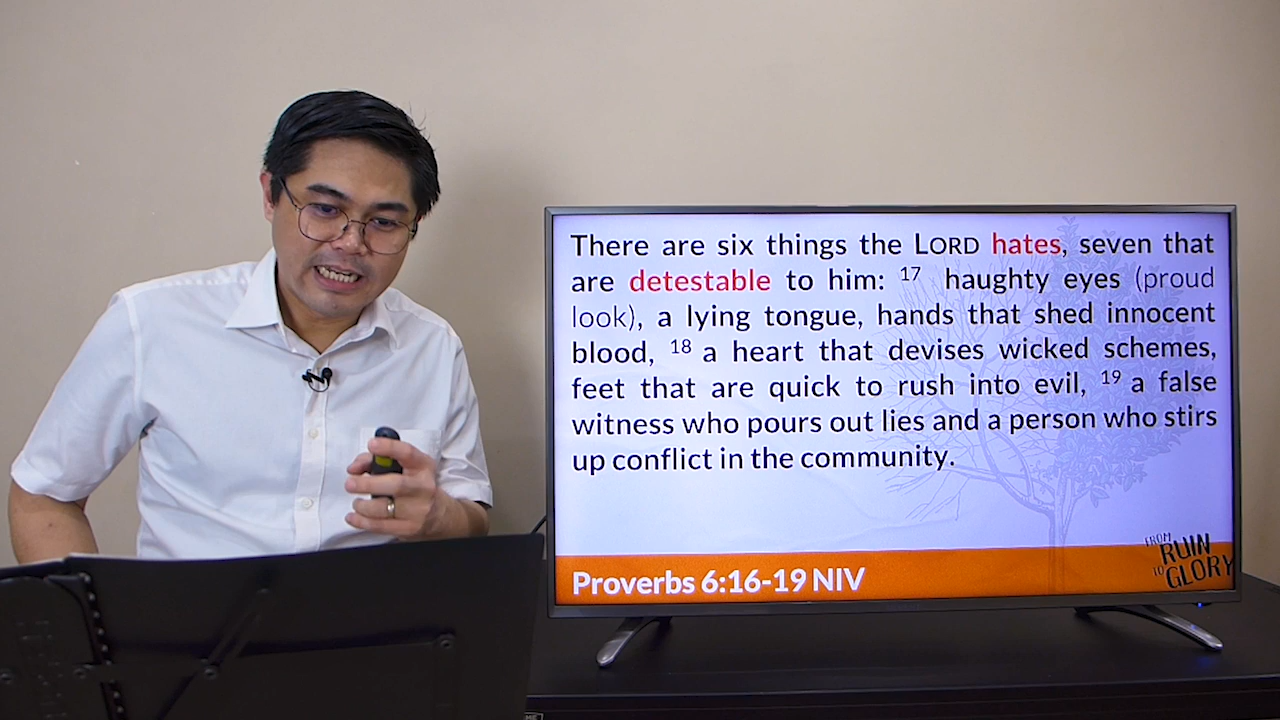 There are six things the LORD hates, seven that
are detestable to him: 17 haughty eyes (proud
look), a lying tongue, hands that shed innocent
blood, 18 a heart that devises wicked schemes,
feet that are quick to rush into evil, 19 a false
witness who pours out lies and a person who stirs
up conflict in the community.
Proverbs 6:16-19 NIV
FROM
RUIN
TO
GLORY